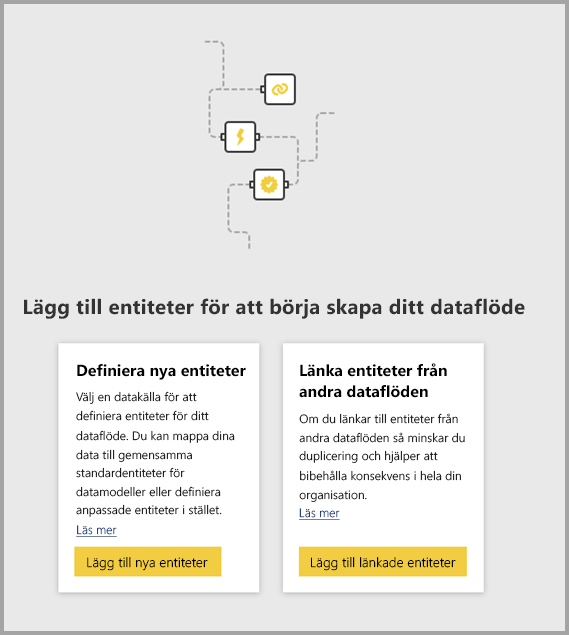 Lägg till entiteter för att börja skapa ditt dataflöde
Definiera nya entiteter
Välj en datakälla för att
definiera entiteter för ditt
dataflöde. Du kan mappa dina
data till gemensamma
standardentiteter för
datamodeller eller definiera
anpassade entiteter i stället.
Läs mer
Lägg till nya entiteter
Länka entiteter från
andra dataflöden
Om du länkar till entiteter från
andra dataflöden så minskar du
duplicering och hjälper att
bibehålla konsekvens i hela din
organisation.
Läs mer
Lägg till länkade entiteter